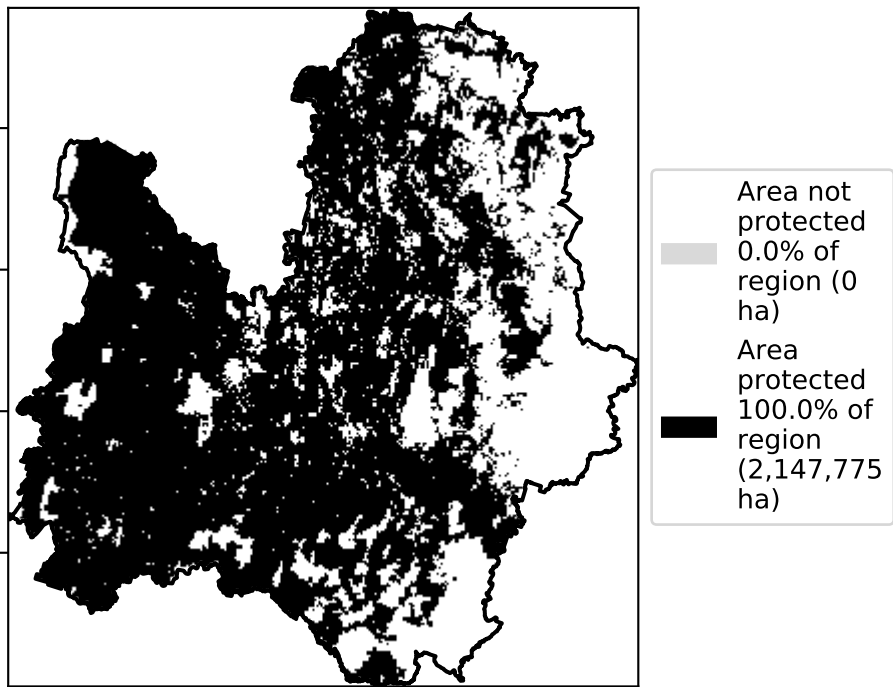 Area not
protected
0.0% of
region (0
ha)
Area
protected
100.0% of
region
(2,147,775
ha)